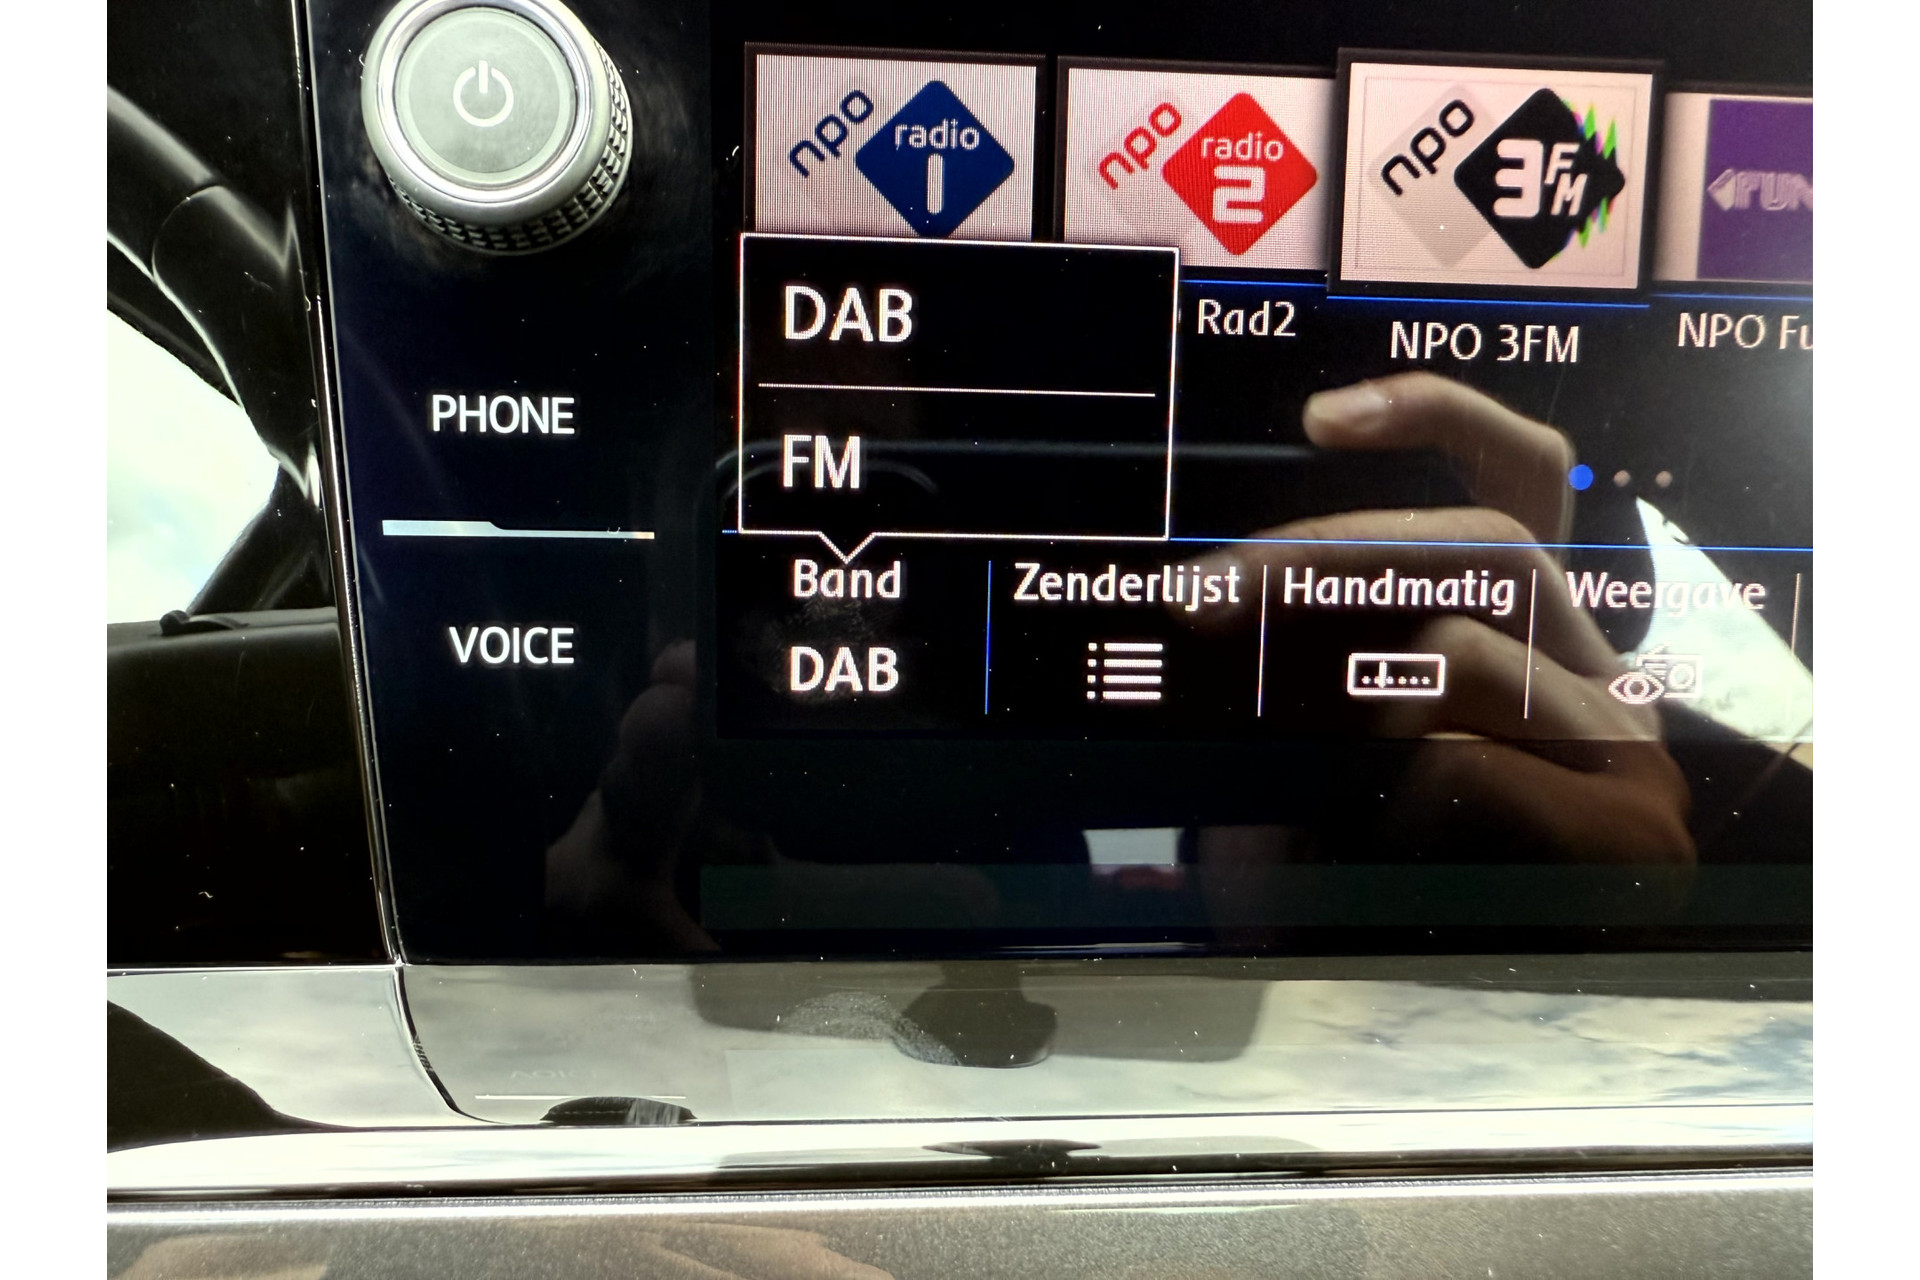 npo radio 1
npo radio 2
npo 3FM
FUN
Rad2
NPO 3FM
NPO Fu
DAB
FM
PHONE
VOICE
Band
Zenderlijst
Handmatig
Weergave
DAB